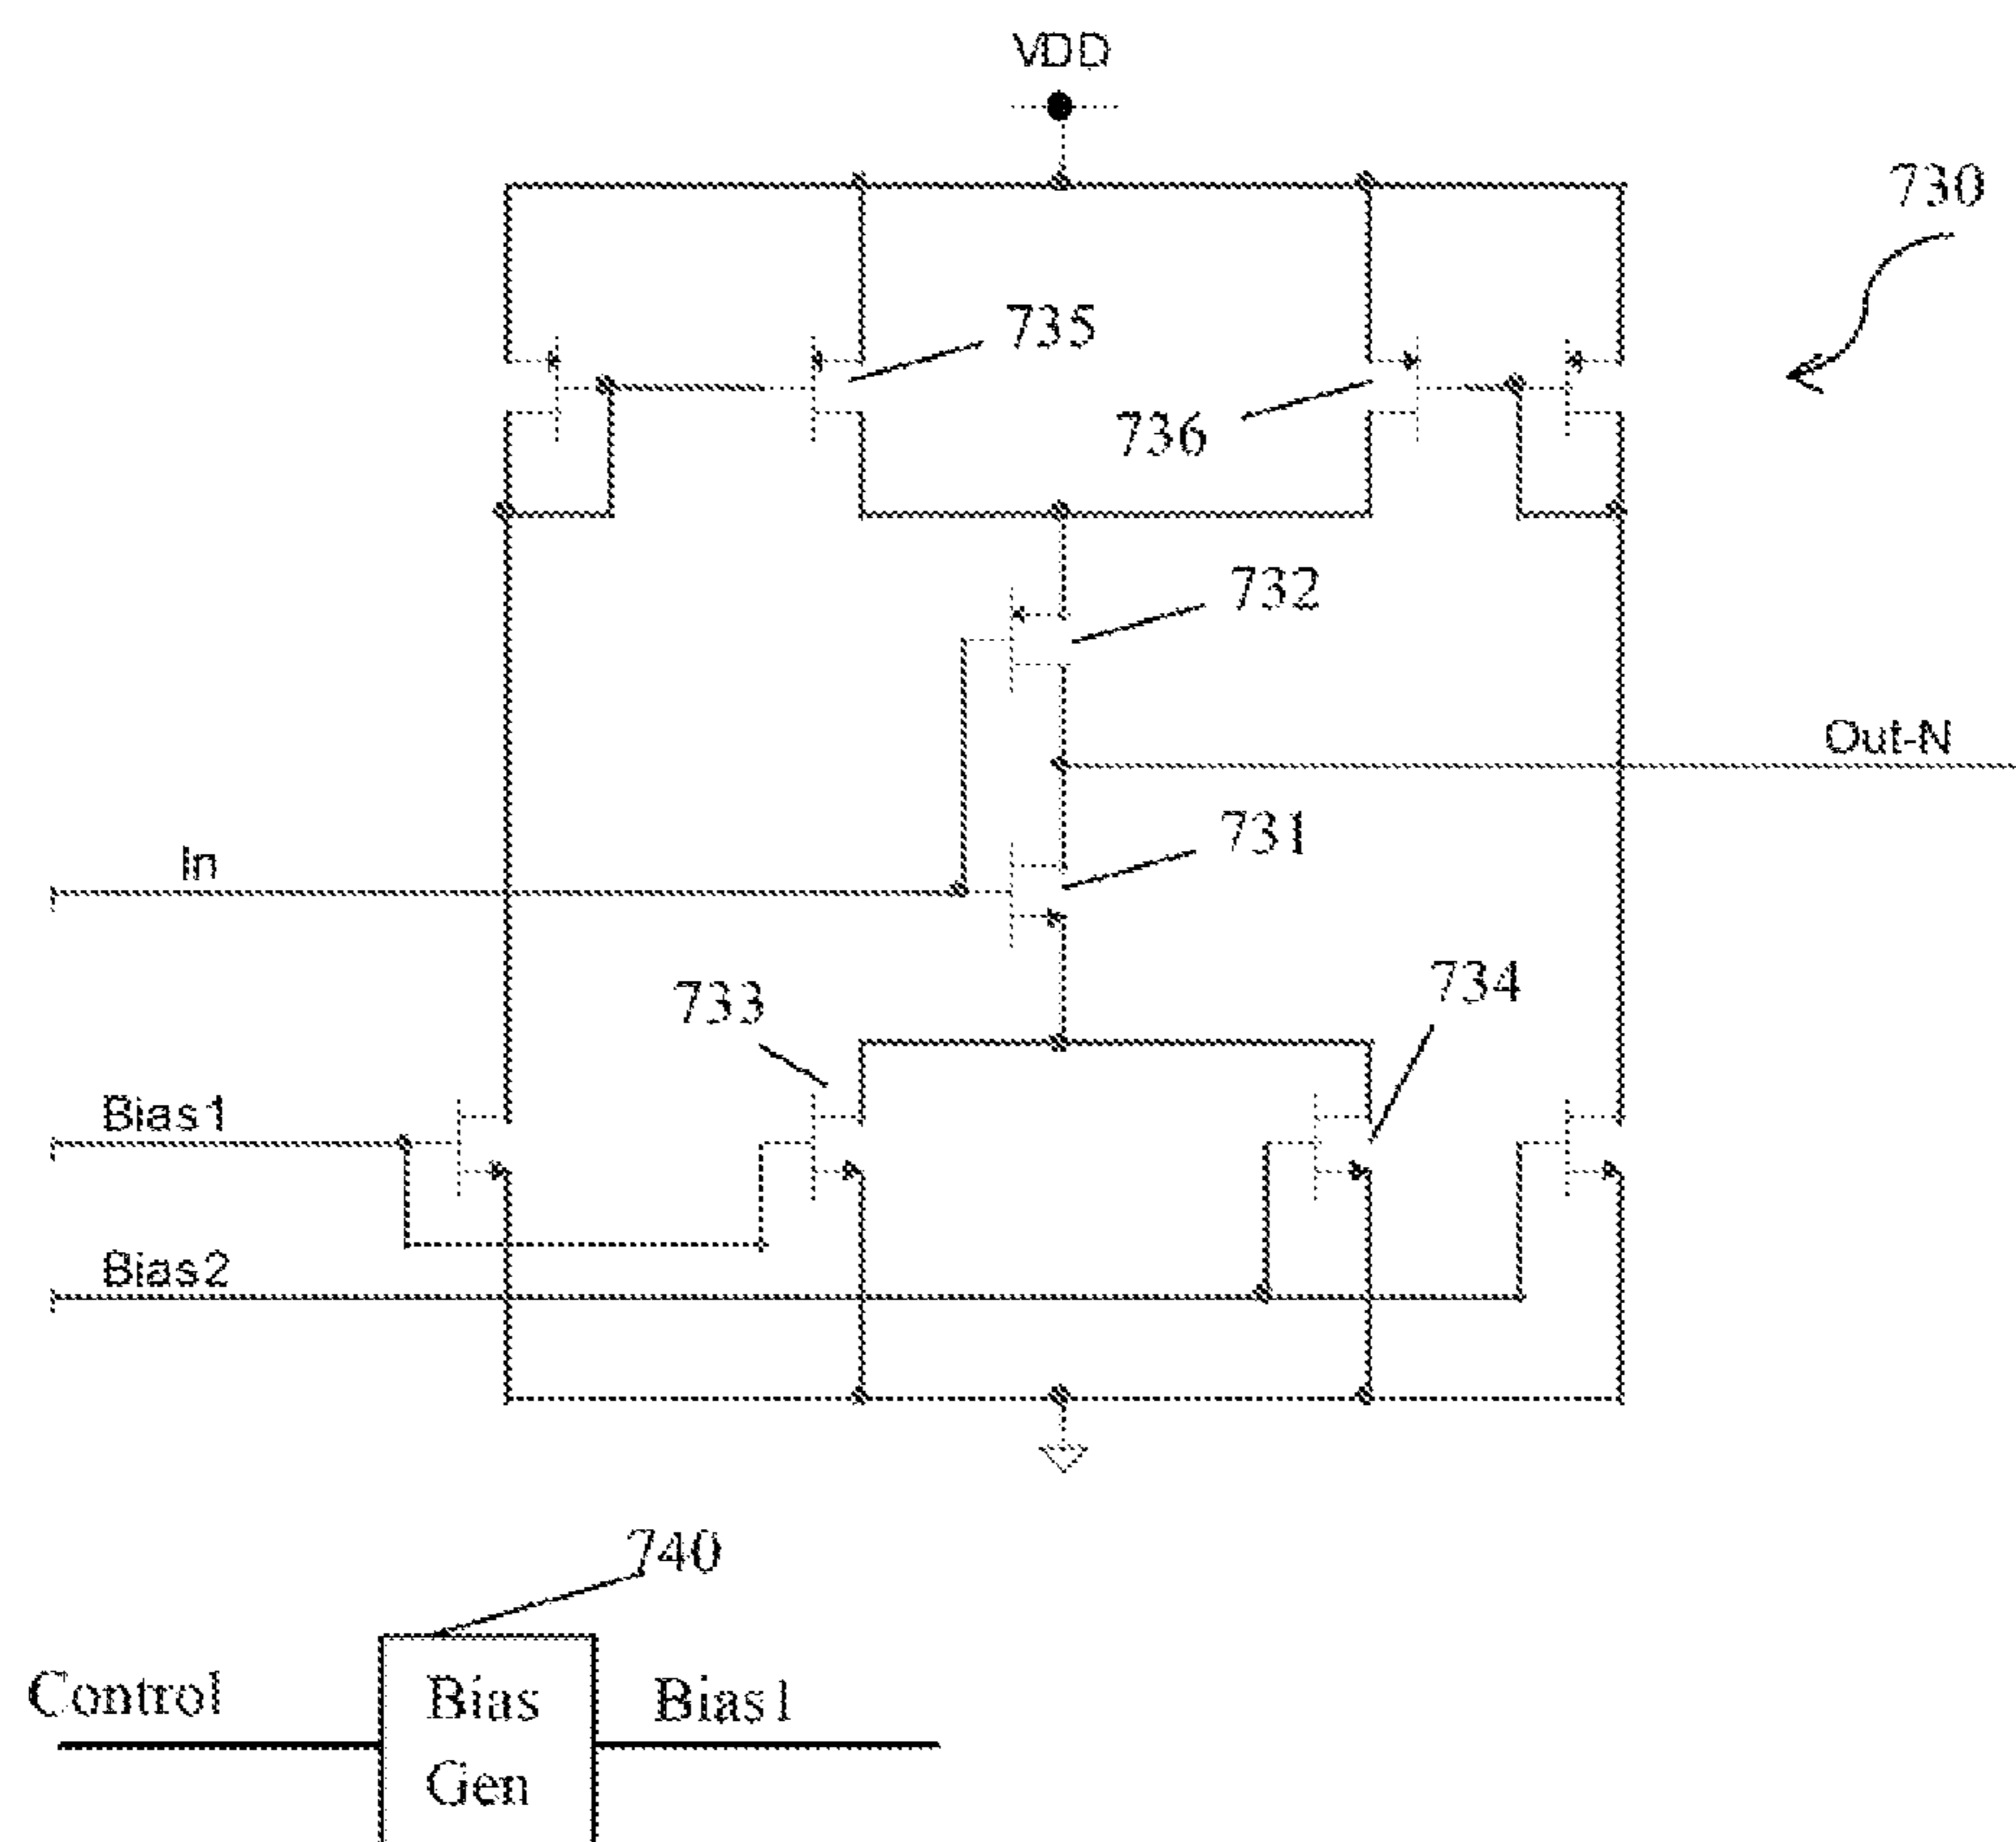 VDD
730
735
736
732
Out-N
731
In
733
734
Bias1
Bias2
740
Control
Bias
Gen
Bias1